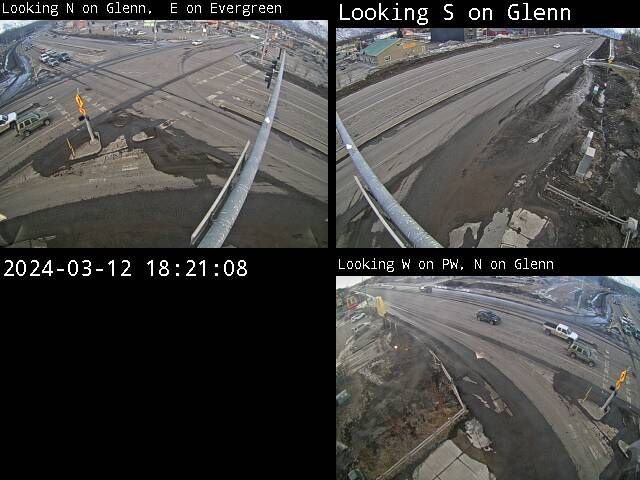 Looking N on Glenn, E on Evergreen
Looking S on Glenn
2024-03-12 18:21:08
Looking W on PW, N on Glenn